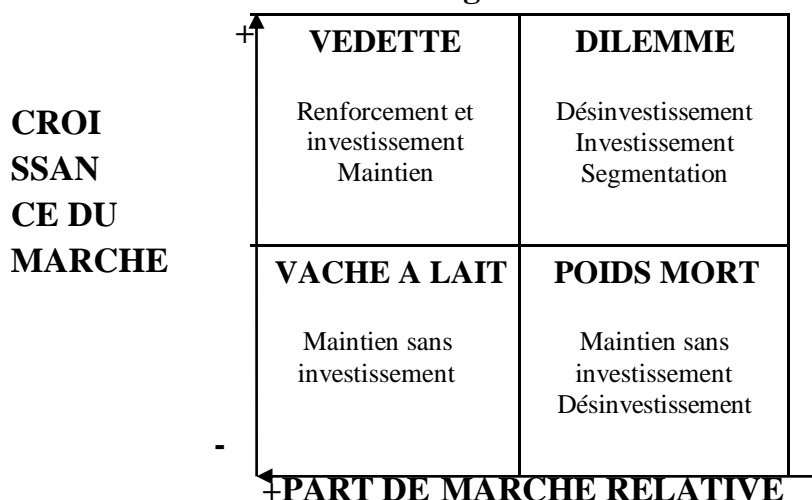 +
VEDETTE
Renforcement et
investissement
Maintien
DILEMME
Désinvestissement
Investissement
Segmentation
CROI
SSAN
CE DU
MARCHE
VACHE A LAIT
Maintien sans
investissement
POIDS MORT
Maintien sans
investissement
Désinvestissement
-
+PART DE MARCHE RELATIVE